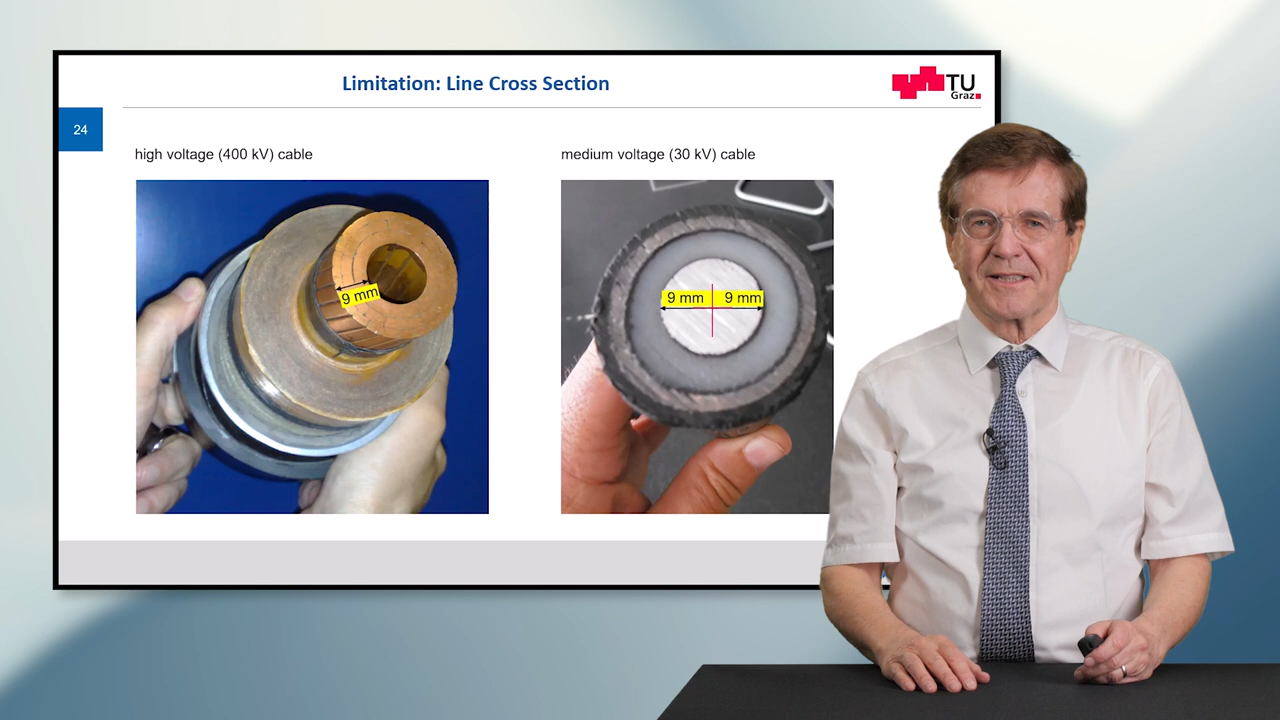 Limitation: Line Cross Section
TU
Graz
24
high voltage (400 kV) cable
medium voltage (30 kV) cable
9 mm
9 mm
9 mm